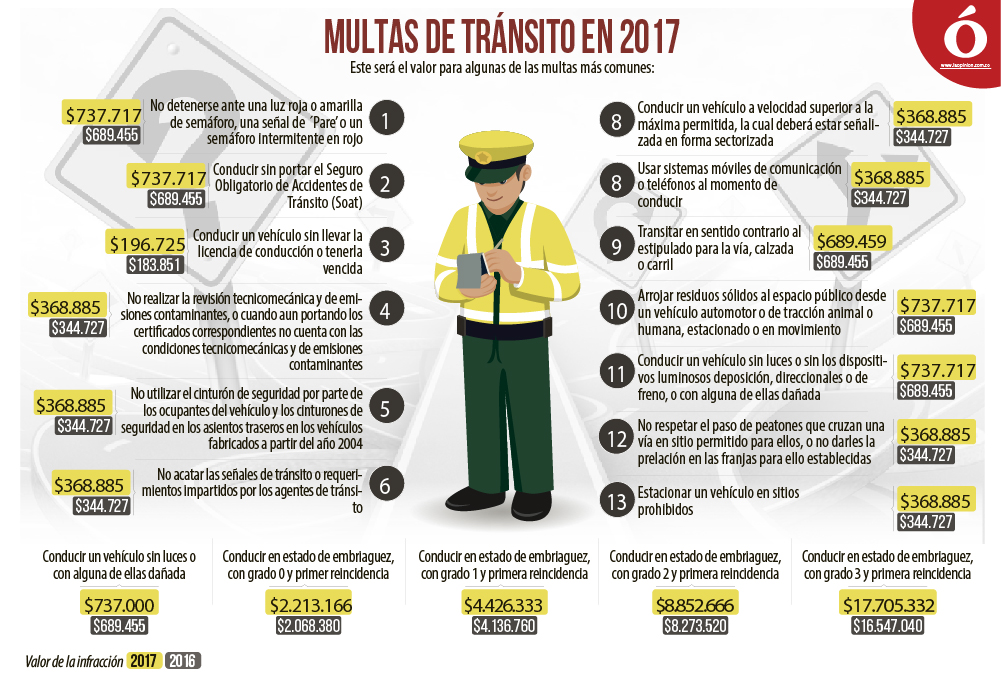 MULTAS DE TRÁNSITO EN 2017
Este será el valor para algunas de las multas más comunes:
Ó
www.laopinion.com.co
$737.717
$689.455
No detenerse ante una luz roja o amarilla
de semáforo, una señal de ´Pare’ o un
semáforo intermitente en rojo
1
$737.717
$689.455
Conducir sin portar el Seguro
Obligatorio de Accidentes de
Tránsito (Soat)
2
$196.725
$183.851
Conducir un vehículo sin llevar la
licencia de conducción o tenerla
vencida
3
$368.885
$344.727
No realizar la revisión tecnicomecánica y de emi-
siones contaminantes, o cuando aun portando los
certificados correspondientes no cuenta con las
condiciones tecnicomecánicas y de emisiones
contaminantes
4
$368.885
$344.727
No utilizar el cinturón de seguridad por parte de
los ocupantes del vehículo y los cinturones de
seguridad en los asientos traseros en los vehículos
fabricados a partir del año 2004
5
$368.885
$344.727
No acatar las señales de tránsito o requeri-
mientos impartidos por los agentes de tránsi-
to
6
8
Conducir un vehículo a velocidad superior a la
máxima permitida, la cual deberá estar señali-
zada en forma sectorizada
$368.885
$344.727
8
Usar sistemas móviles de comunicación
o teléfonos al momento de
conducir
$368.885
$344.727
9
Transitar en sentido contrario al
estipulado para la vía, calzada
o carril
$689.459
$689.455
10
Arrojar residuos sólidos al espacio público desde
un vehículo automotor o de tracción animal o
humana, estacionado o en movimiento
$737.717
$689.455
11
Conducir un vehículo sin luces o sin los dispositi-
vos luminosos deposición, direccionales o de
freno, o con alguna de ellas dañada
$737.717
$689.455
12
No respetar el paso de peatones que cruzan una
vía en sitio permitido para ellos, o no darles la
prelación en las franjas para ello establecidas
$368.885
$344.727
13
Estacionar un vehículo en sitios
prohibidos
$368.885
$344.727
Conducir un vehículo sin luces o
con alguna de ellas dañada
$737.000
$689.455
Conducir en estado de embriaguez,
con grado 0 y primer reincidencia
$2.213.166
$2.068.380
Conducir en estado de embriaguez,
con grado 1 y primera reincidencia
$4.426.333
$4.136.760
Conducir en estado de embriaguez,
con grado 2 y primera reincidencia
$8.852.666
$8.273.520
Conducir en estado de embriaguez,
con grado 3 y primera reincidencia
$17.705.332
$16.547.040
Valor de la infracción 2017 2016